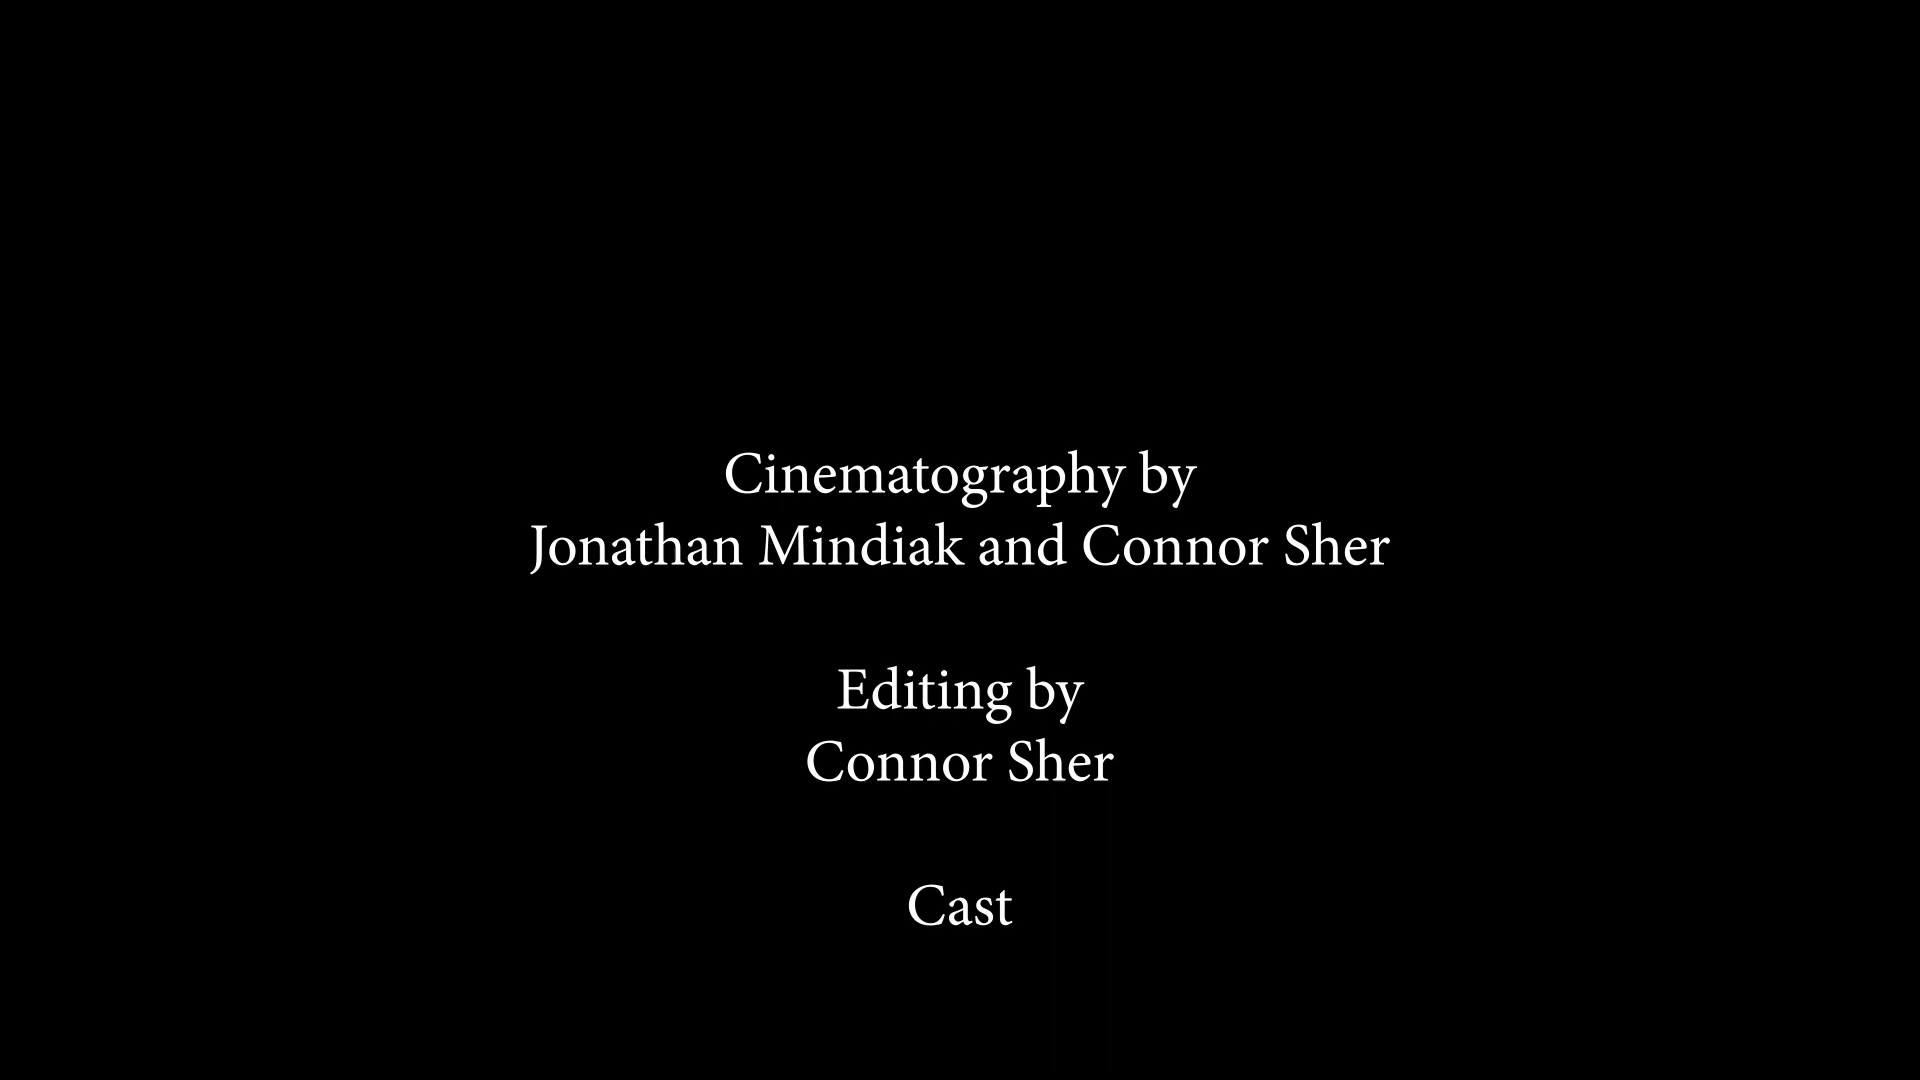 Cinematography by
Jonathan Mindiak and Connor Sher
Editing by
Connor Sher
Cast